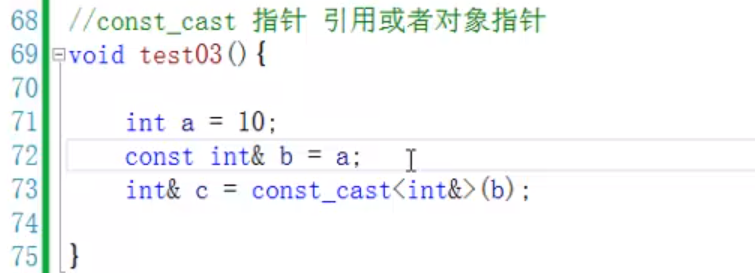 68 //const_cast 指针 引用或者对象指针
69 void test03(){
70
71 int a = 10;
72 const int& b = a;
73 int& c = const_cast<int&>(b);
74
75 }